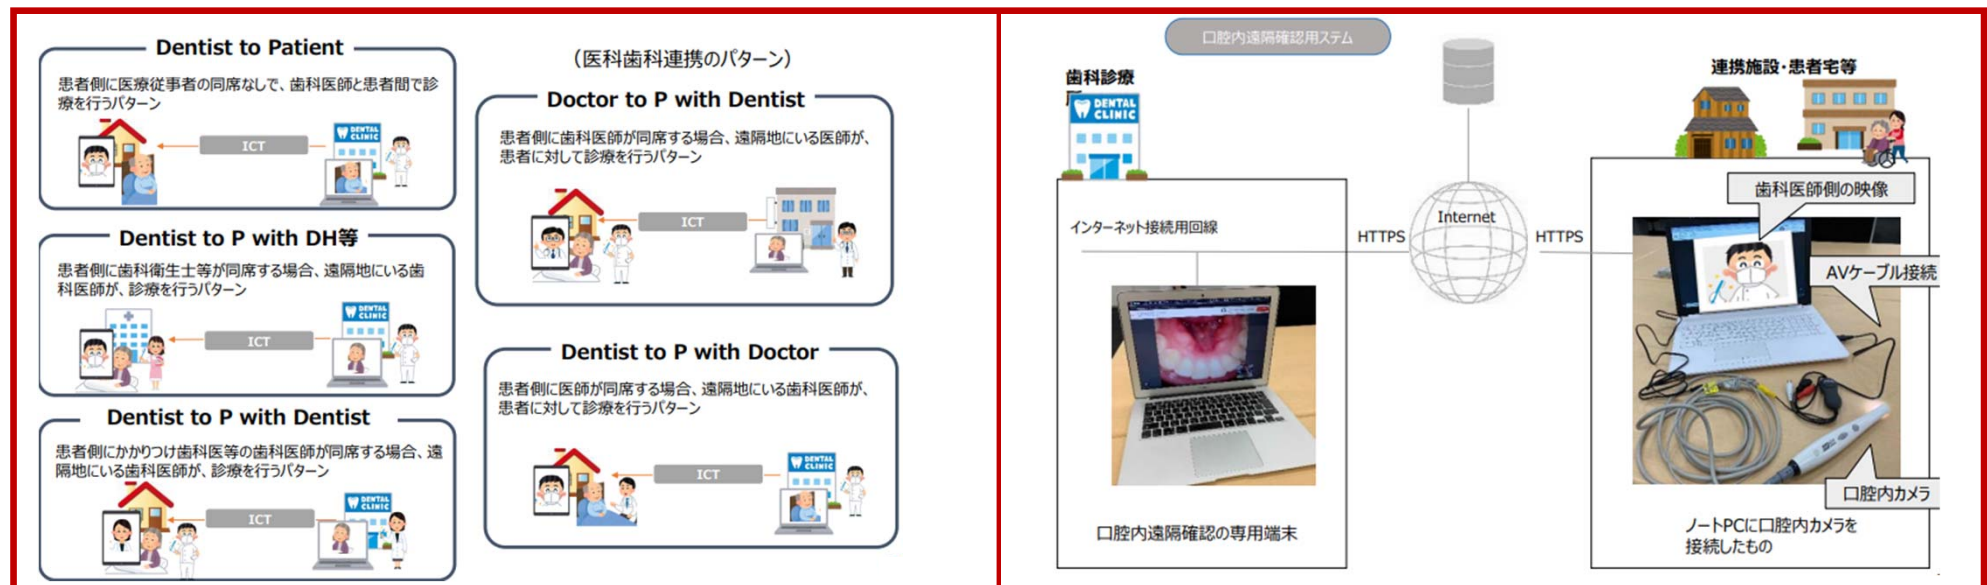 Dentist to Patient
患者側に医療従事者の同席なしで、歯科医師と患者間で診
療を行うパターン
ICT
DENTAL
CLINIC
Dentist to P with DH等
患者側に歯科衛生士等が同席する場合、遠隔地にいる歯
科医師が、診療を行うパターン
ICT
DENTAL
CLINIC
Dentist to P with Dentist
患者側にかかりつけ歯科医等の歯科医師が同席する場合、遠
隔地にいる歯科医師が、診療を行うパターン
ICT
DENTAL
CLINIC
（医科歯科連携のパターン）
Doctor to P with Dentist
患者側に歯科医師が同席する場合、遠隔地にいる医師が、
患者に対して診療を行うパターン
ICT
Dentist to P with Doctor
患者側に医師が同席する場合、遠隔地にいる歯科医師が、
患者に対して診療を行うパターン
ICT
DENTAL
CLINIC
口腔内遠隔確認用ステム
歯科診療
DENTAL
CLINIC
インターネット接続用回線
HTTPS
Internet
HTTPS
口腔内遠隔確認の専用端末
連携施設・患者宅等
歯科医師側の映像
AVケーブル接続
口腔内カメラ
ノートPCに口腔内カメラを
接続したもの